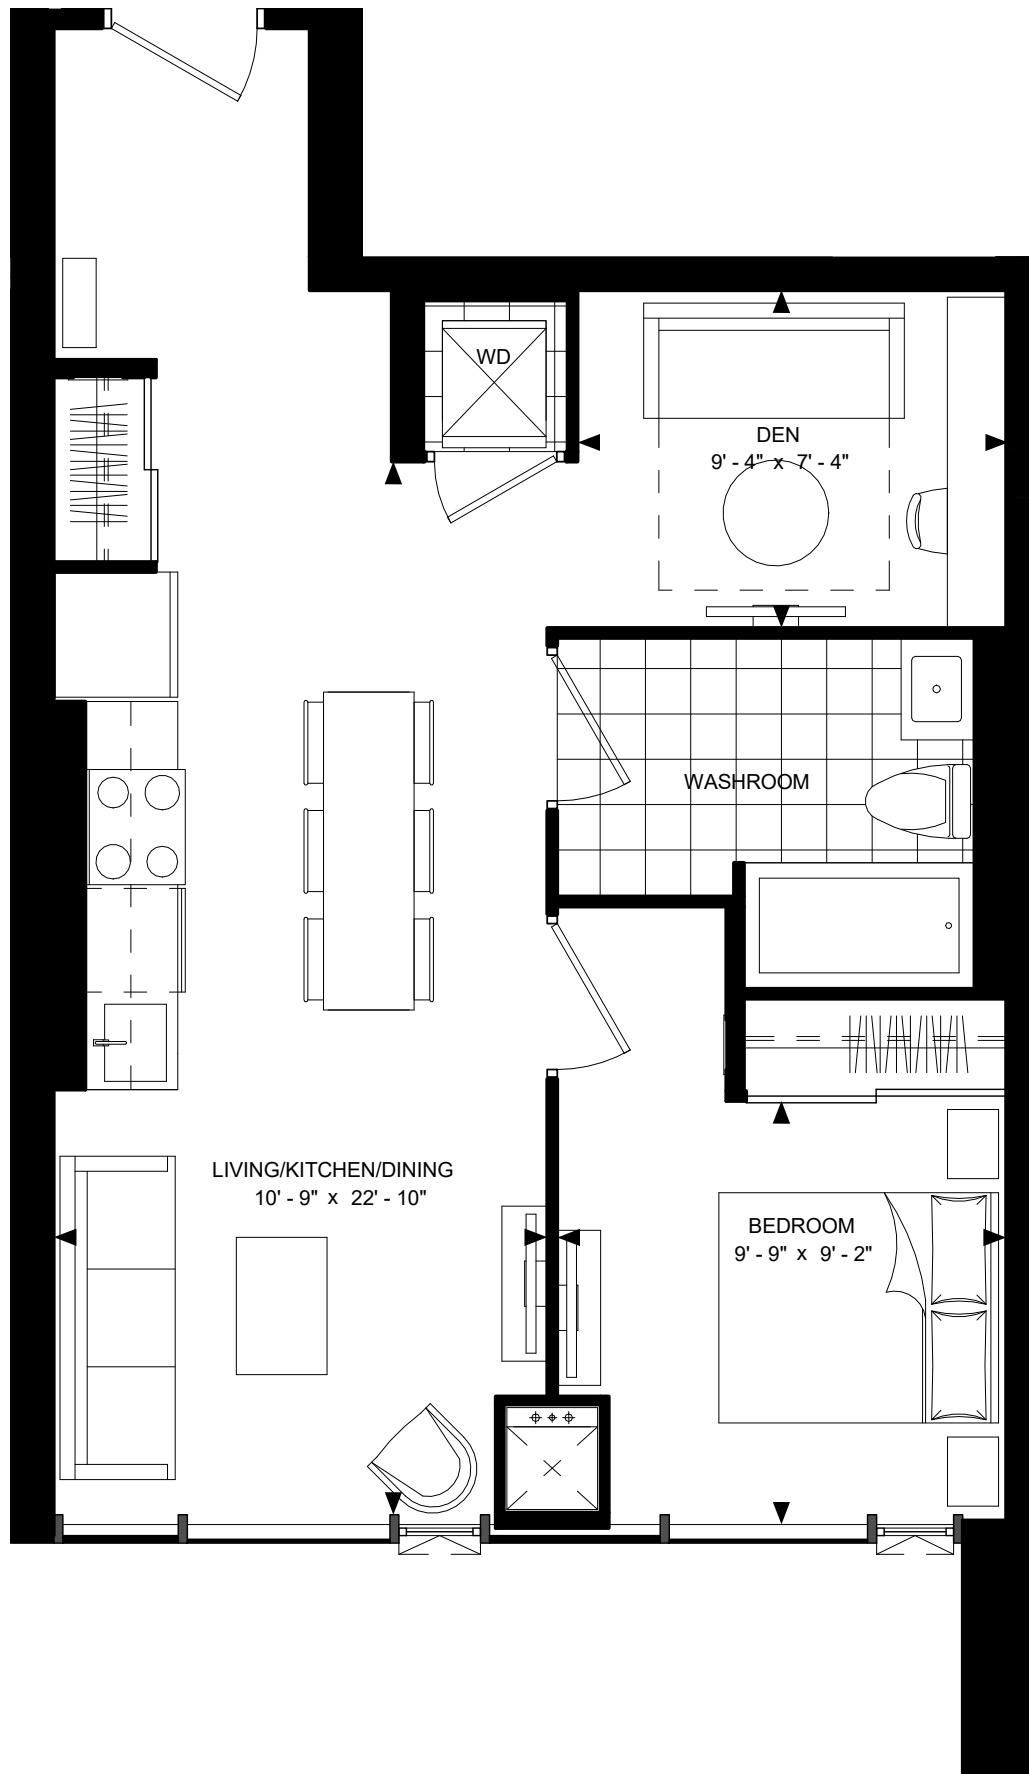 WD
DEN
9' - 4" x 7' - 4"
WASHROOM
LIVING/KITCHEN/DINING
10' - 9" x 22' - 10"
BEDROOM
9' - 9" x 9' - 2"